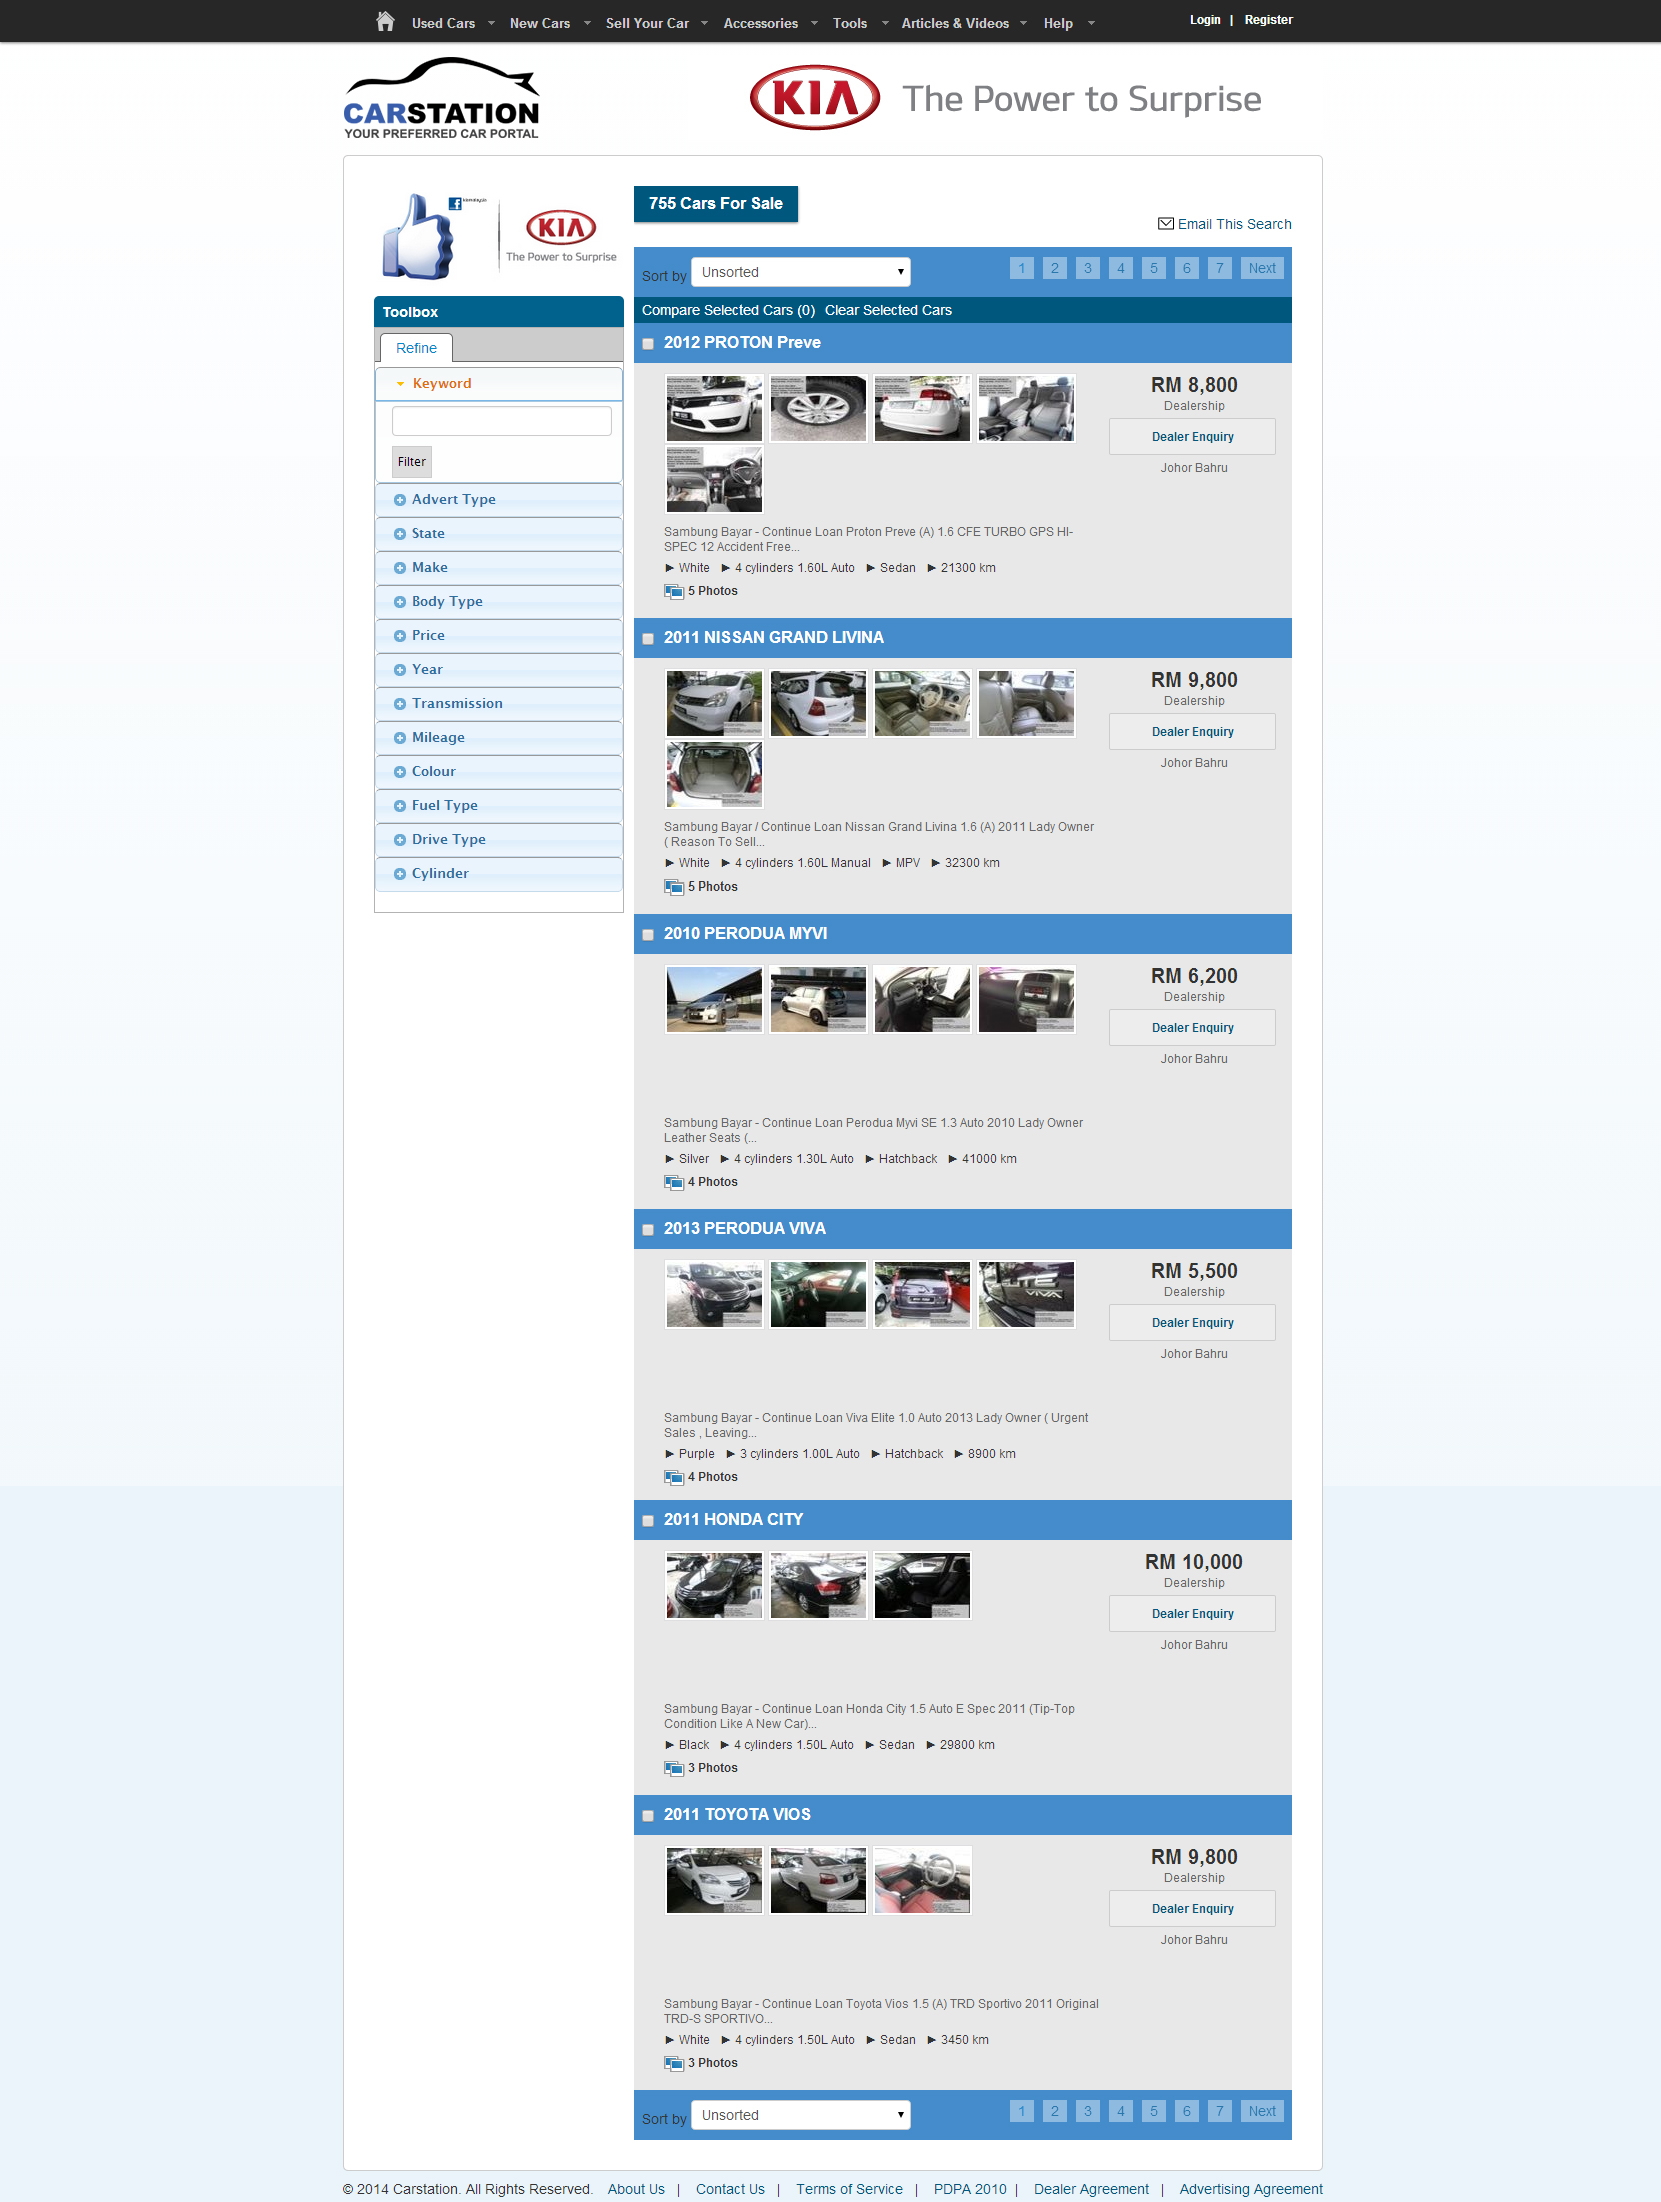 Used Cars New Cars Sell Your Car Accessories Tools Articles & Videos Help Login | Register
CARSTATION
YOUR PREFERRED CAR PORTAL
KIA The Power to Surprise
KIA
The Power to Surprise
755 Cars For Sale
Email This Search
Sort by Unsorted 1 2 3 4 5 6 7 Next
Compare Selected Cars (0) Clear Selected Cars
Toolbox
Refine
Keyword
Filter
Advert Type
State
Make
Body Type
Price
Year
Transmission
Mileage
Colour
Fuel Type
Drive Type
Cylinder
2012 PROTON Preve
RM 8,800
Dealership
Dealer Enquiry
Johor Bahru
Sambung Bayar - Continue Loan Proton Preve (A) 1.6 CFE TURBO GPS HI-
SPEC 12 Accident Free...
► White ► 4 cylinders 1.60L Auto ► Sedan ► 21300 km
5 Photos
2011 NISSAN GRAND LIVINA
RM 9,800
Dealership
Dealer Enquiry
Johor Bahru
Sambung Bayar / Continue Loan Nissan Grand Livina 1.6 (A) 2011 Lady Owner
( Reason To Sell...
► White ► 4 cylinders 1.60L Manual ► MPV ► 32300 km
5 Photos
2010 PERODUA MYVI
RM 6,200
Dealership
Dealer Enquiry
Johor Bahru
Sambung Bayar - Continue Loan Perodua Myvi SE 1.3 Auto 2010 Lady Owner
Leather Seats (...
► Silver ► 4 cylinders 1.30L Auto ► Hatchback ► 41000 km
4 Photos
2013 PERODUA VIVA
RM 5,500
Dealership
Dealer Enquiry
Johor Bahru
Sambung Bayar - Continue Loan Viva Elite 1.0 Auto 2013 Lady Owner ( Urgent
Sales , Leaving...
► Purple ► 3 cylinders 1.00L Auto ► Hatchback ► 8900 km
4 Photos
2011 HONDA CITY
RM 10,000
Dealership
Dealer Enquiry
Johor Bahru
Sambung Bayar - Continue Loan Honda City 1.5 Auto E Spec 2011 (Tip-Top
Condition Like A New Car)...
► Black ► 4 cylinders 1.50L Auto ► Sedan ► 29800 km
3 Photos
2011 TOYOTA VIOS
RM 9,800
Dealership
Dealer Enquiry
Johor Bahru
Sambung Bayar - Continue Loan Toyota Vios 1.5 (A) TRD Sportivo 2011 Original
TRD-S SPORTIVO...
► White ► 4 cylinders 1.50L Auto ► Sedan ► 3450 km
3 Photos
Sort by Unsorted 1 2 3 4 5 6 7 Next
© 2014 Carstation. All Rights Reserved. About Us | Contact Us | Terms of Service | PDPA 2010 | Dealer Agreement | Advertising Agreement